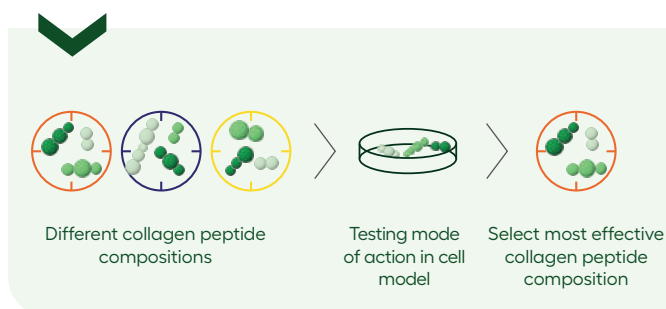 Different collagen peptide
compositions
Testing mode
of action in cell
model
Select most effective
collagen peptide
composition